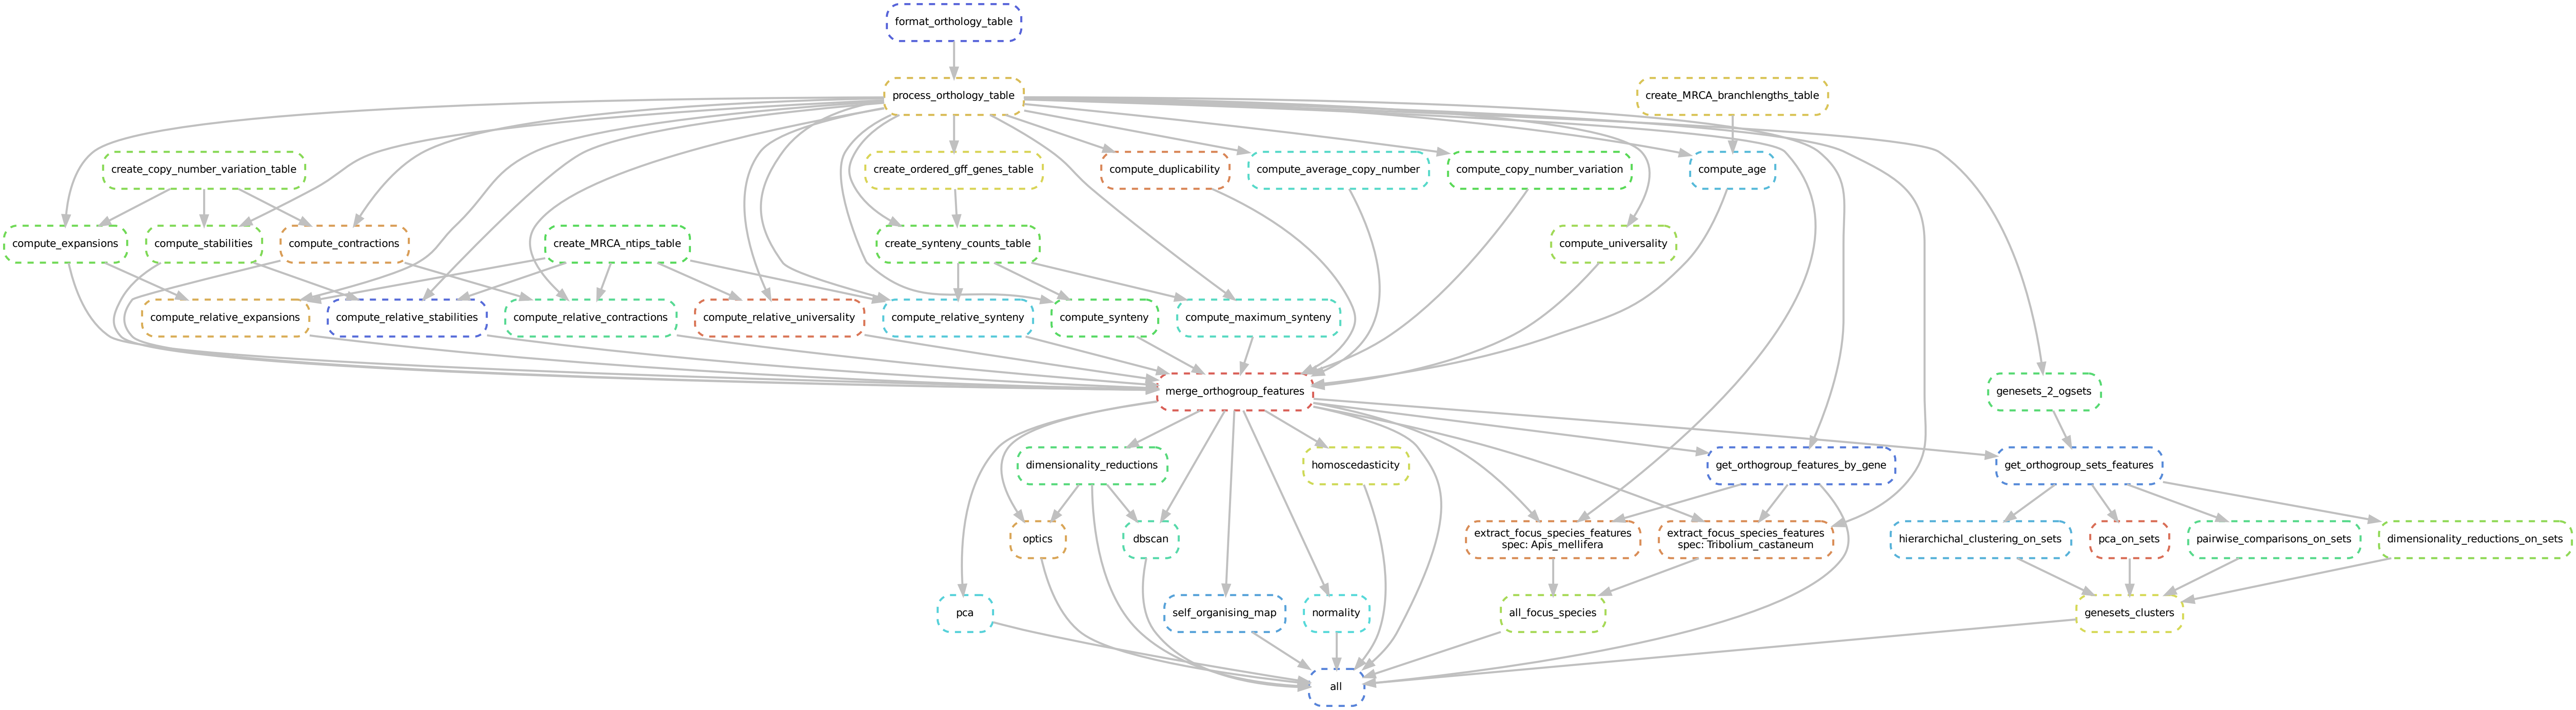 format_orthology_table
process_orthology_table
create_MRCA_branchlengths_table
create_copy_number_variation_table
create_ordered_gff_genes_table
compute_duplicability
compute_average_copy_number
compute_copy_number_variation
compute_age
compute_expansions
compute_stabilities
compute_contractions
create_MRCA_ntips_table
create_synteny_counts_table
compute_universality
compute_relative_expansions
compute_relative_stabilities
compute_relative_contractions
compute_relative_universality
compute_relative_synteny
compute_synteny
compute_maximum_synteny
merge_orthogroup_features
genesets_2_ogsets
dimensionality_reductions
homoscedasticity
get_orthogroup_features_by_gene
get_orthogroup_sets_features
optics
dbscan
extract_focus_species_features
spec: Apis_mellifera
extract_focus_species_features
spec: Tribolium_castaneum
hierarchichal_clustering_on_sets
pca_on_sets
pairwise_comparisons_on_sets
dimensionality_reductions_on_sets
pca
self_organising_map
normality
all_focus_species
genesets_clusters
all